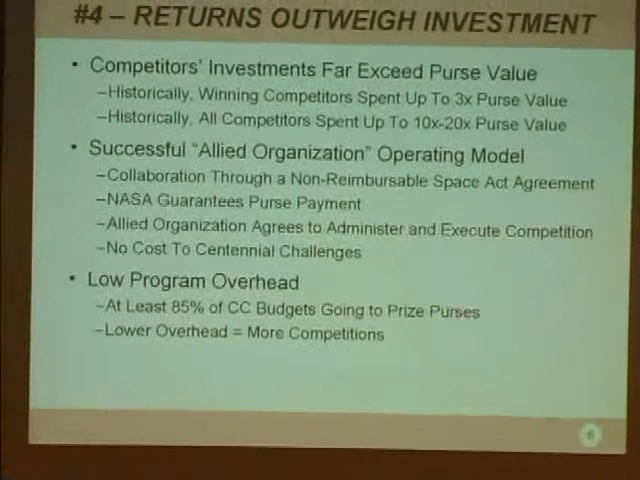 #4 – RETURNS OUTWEIGH INVESTMENT
• Competitors' Investments Far Exceed Purse Value
–Historically, Winning Competitors Spent Up To 3x Purse Value
–Historically, All Competitors Spent Up To 10x-20x Purse Value
• Successful “Allied Organization” Operating Model
–Collaboration Through a Non-Reimbursable Space Act Agreement
–NASA Guarantees Purse Payment
–Allied Organization Agrees to Administer and Execute Competition
–No Cost To Centennial Challenges
• Low Program Overhead
–At Least 85% of CC Budgets Going to Prize Purses
–Lower Overhead = More Competitions
6